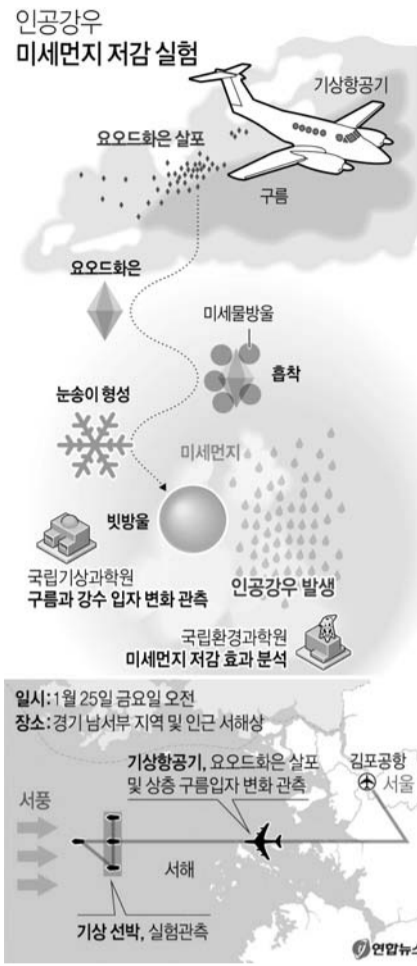 인공강우
미세먼지 저감 실험
기상항공기
요오드화은 살포
구름
요오드화은
미세물방울
흡착
눈송이 형성
미세먼지
빗방울
국립기상과학원
구름과 강수 입자 변화 관측
인공강우 발생
국립환경과학원
미세먼지 저감 효과 분석
일시:1월 25일 금요일 오전
장소:경기 남서부 지역 및 인근 서해상
기상항공기, 요오드화은 살포
및 상층 구름입자 변화 관측
김포공항
서울
서풍
서해
기상 선박, 실험관측
연합뉴스